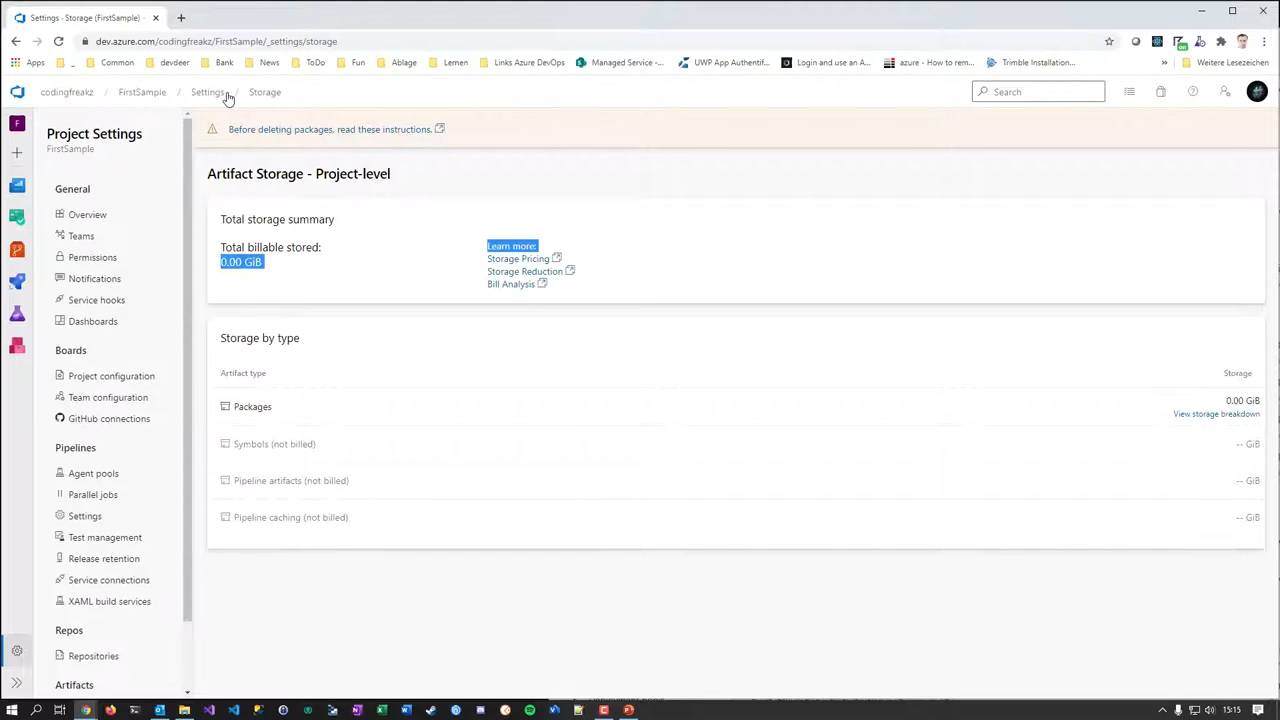 Settings - Storage (FirstSample) -
dev.azure.com/codingfreakz/FirstSample/_settings/storage
Apps
_
Common
devdeer
Bank
News
ToDo
Fun
Ablage
Lernen
Links Azure DevOps
Managed Service -...
UWP App Authentif...
Login and use an A...
azure - How to rem...
Trimble Installation...
»
Weitere Lesezeichen
codingfreakz / FirstSample / Settings / Storage
Search
F
Project Settings
FirstSample
General
Overview
Teams
Permissions
Notifications
Service hooks
Dashboards
Boards
Project configuration
Team configuration
GitHub connections
Pipelines
Agent pools
Parallel jobs
Settings
Test management
Release retention
Service connections
XAML build services
Repos
Repositories
Artifacts
Before deleting packages, read these instructions.
Artifact Storage - Project-level
Total storage summary
Total billable stored:
0.00 GiB
Learn more:
Storage Pricing
Storage Reduction
Bill Analysis
Storage by type
Artifact type
Storage
Packages
0.00 GiB
View storage breakdown
Symbols (not billed)
-- GiB
Pipeline artifacts (not billed)
-- GiB
Pipeline caching (not billed)
-- GiB
15:15